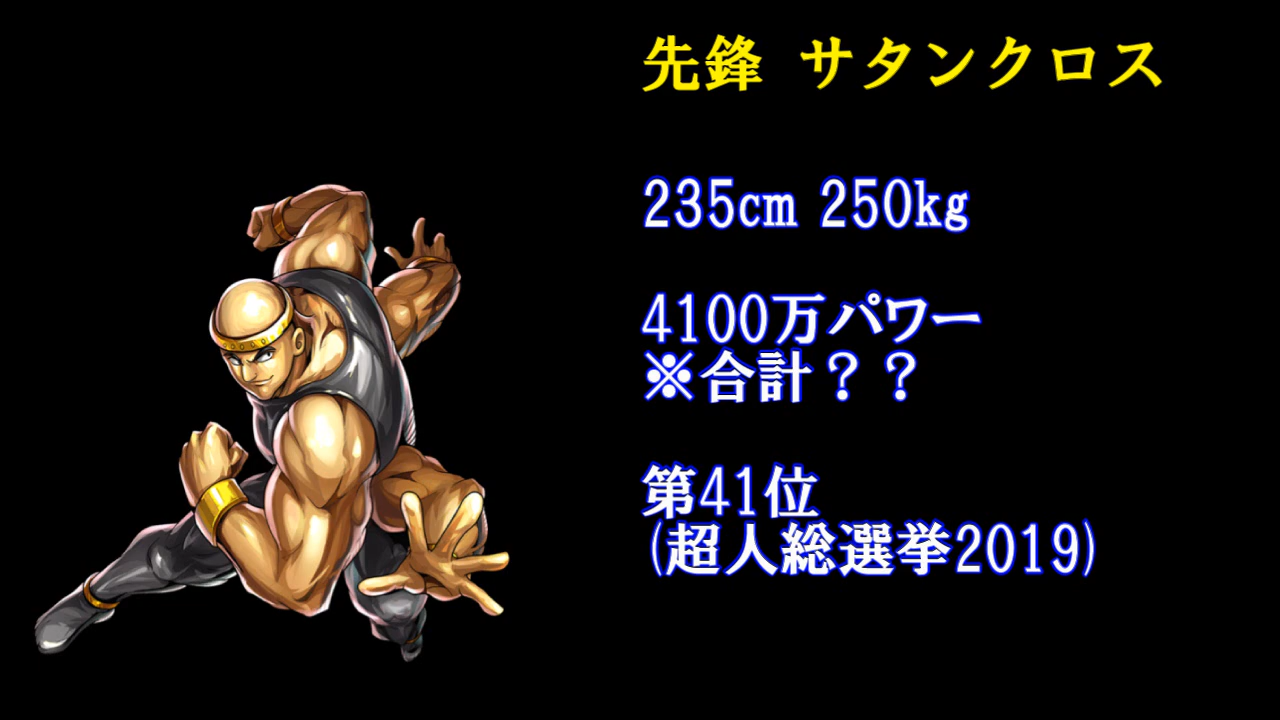 先鋒 サタンクロス
235cm 250kg
4100万パワー
※合計？？
第41位
(超人総選挙2019)